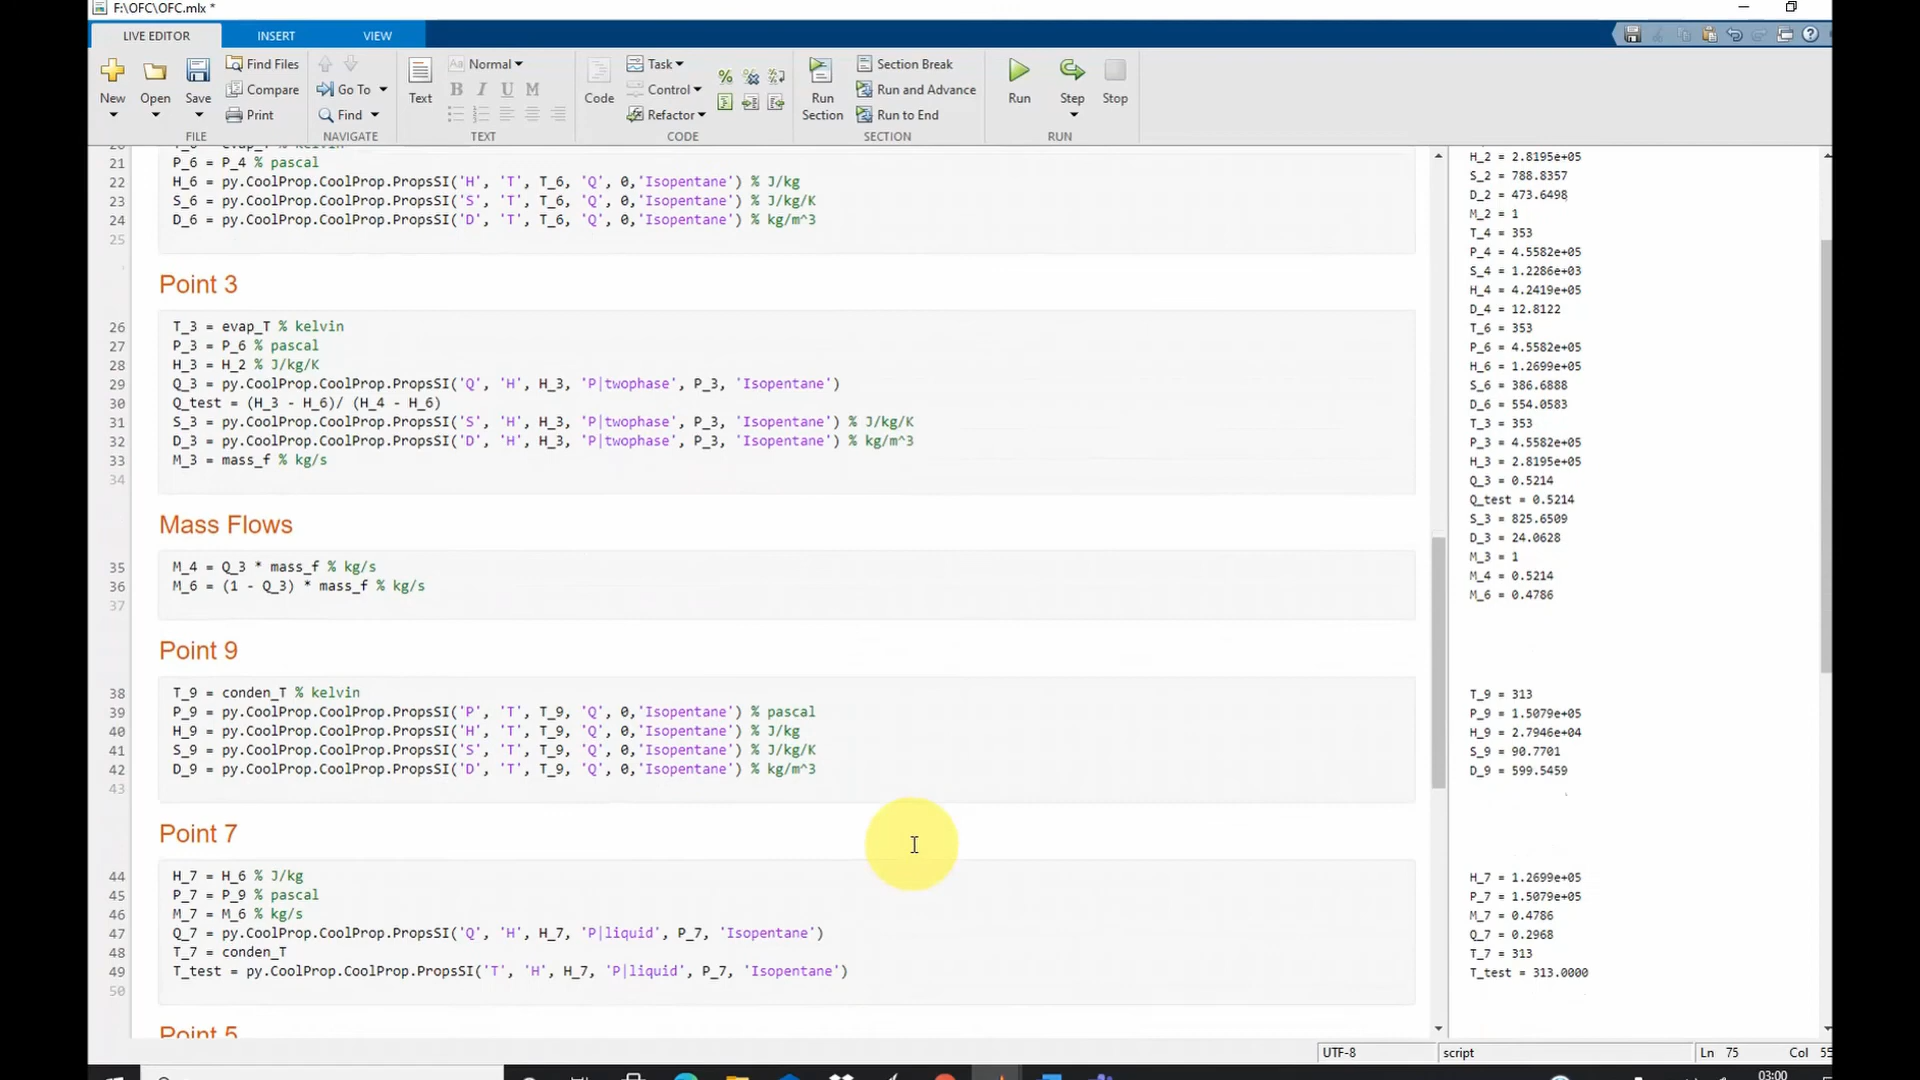 F:\OFC\OFC.mlx *
LIVE EDITOR INSERT VIEW
New Open Save Find Files Compare Print
FILE
Go To Find
NAVIGATE
Text Aa Normal B I U M
TEXT
Code Task Control Refactor
CODE
Run Section Section Break Run and Advance Run to End
SECTION
Run Step Stop
RUN
21 P_6 = P_4 % pascal
22 H_6 = py.CoolProp.CoolProp.PropsSI('H', 'T', T_6, 'Q', 0,'Isopentane') % J/kg
23 S_6 = py.CoolProp.CoolProp.PropsSI('S', 'T', T_6, 'Q', 0,'Isopentane') % J/kg/K
24 D_6 = py.CoolProp.CoolProp.PropsSI('D', 'T', T_6, 'Q', 0,'Isopentane') % kg/m^3
25
Point 3
26 T_3 = evap_T % kelvin
27 P_3 = P_6 % pascal
28 H_3 = H_2 % J/kg/K
29 Q_3 = py.CoolProp.CoolProp.PropsSI('Q', 'H', H_3, 'P|twophase', P_3, 'Isopentane')
30 Q_test = (H_3 - H_6)/ (H_4 - H_6)
31 S_3 = py.CoolProp.CoolProp.PropsSI('S', 'H', H_3, 'P|twophase', P_3, 'Isopentane') % J/kg/K
32 D_3 = py.CoolProp.CoolProp.PropsSI('D', 'H', H_3, 'P|twophase', P_3, 'Isopentane') % kg/m^3
33 M_3 = mass_f % kg/s
34
Mass Flows
35 M_4 = Q_3 * mass_f % kg/s
36 M_6 = (1 - Q_3) * mass_f % kg/s
37
Point 9
38 T_9 = conden_T % kelvin
39 P_9 = py.CoolProp.CoolProp.PropsSI('P', 'T', T_9, 'Q', 0,'Isopentane') % pascal
40 H_9 = py.CoolProp.CoolProp.PropsSI('H', 'T', T_9, 'Q', 0,'Isopentane') % J/kg
41 S_9 = py.CoolProp.CoolProp.PropsSI('S', 'T', T_9, 'Q', 0,'Isopentane') % J/kg/K
42 D_9 = py.CoolProp.CoolProp.PropsSI('D', 'T', T_9, 'Q', 0,'Isopentane') % kg/m^3
43
Point 7
44 H_7 = H_6 % J/kg
45 P_7 = P_9 % pascal
46 M_7 = M_6 % kg/s
47 Q_7 = py.CoolProp.CoolProp.PropsSI('Q', 'H', H_7, 'P|liquid', P_7, 'Isopentane')
48 T_7 = conden_T
49 T_test = py.CoolProp.CoolProp.PropsSI('T', 'H', H_7, 'P|liquid', P_7, 'Isopentane')
50
Point 5
H_2 = 2.8195e+05
S_2 = 788.8357
D_2 = 473.6498
M_2 = 1
T_4 = 353
P_4 = 4.5582e+05
S_4 = 1.2286e+03
H_4 = 4.2419e+05
D_4 = 12.8122
T_6 = 353
P_6 = 4.5582e+05
H_6 = 1.2699e+05
S_6 = 386.6888
D_6 = 554.0583
T_3 = 353
P_3 = 4.5582e+05
H_3 = 2.8195e+05
Q_3 = 0.5214
Q_test = 0.5214
S_3 = 825.6509
D_3 = 24.0628
M_3 = 1
M_4 = 0.5214
M_6 = 0.4786
T_9 = 313
P_9 = 1.5079e+05
H_9 = 2.7946e+04
S_9 = 90.7701
D_9 = 599.5459
H_7 = 1.2699e+05
P_7 = 1.5079e+05
M_7 = 0.4786
Q_7 = 0.2968
T_7 = 313
T_test = 313.0000
UTF-8 script Ln 75 Col 55
03:00